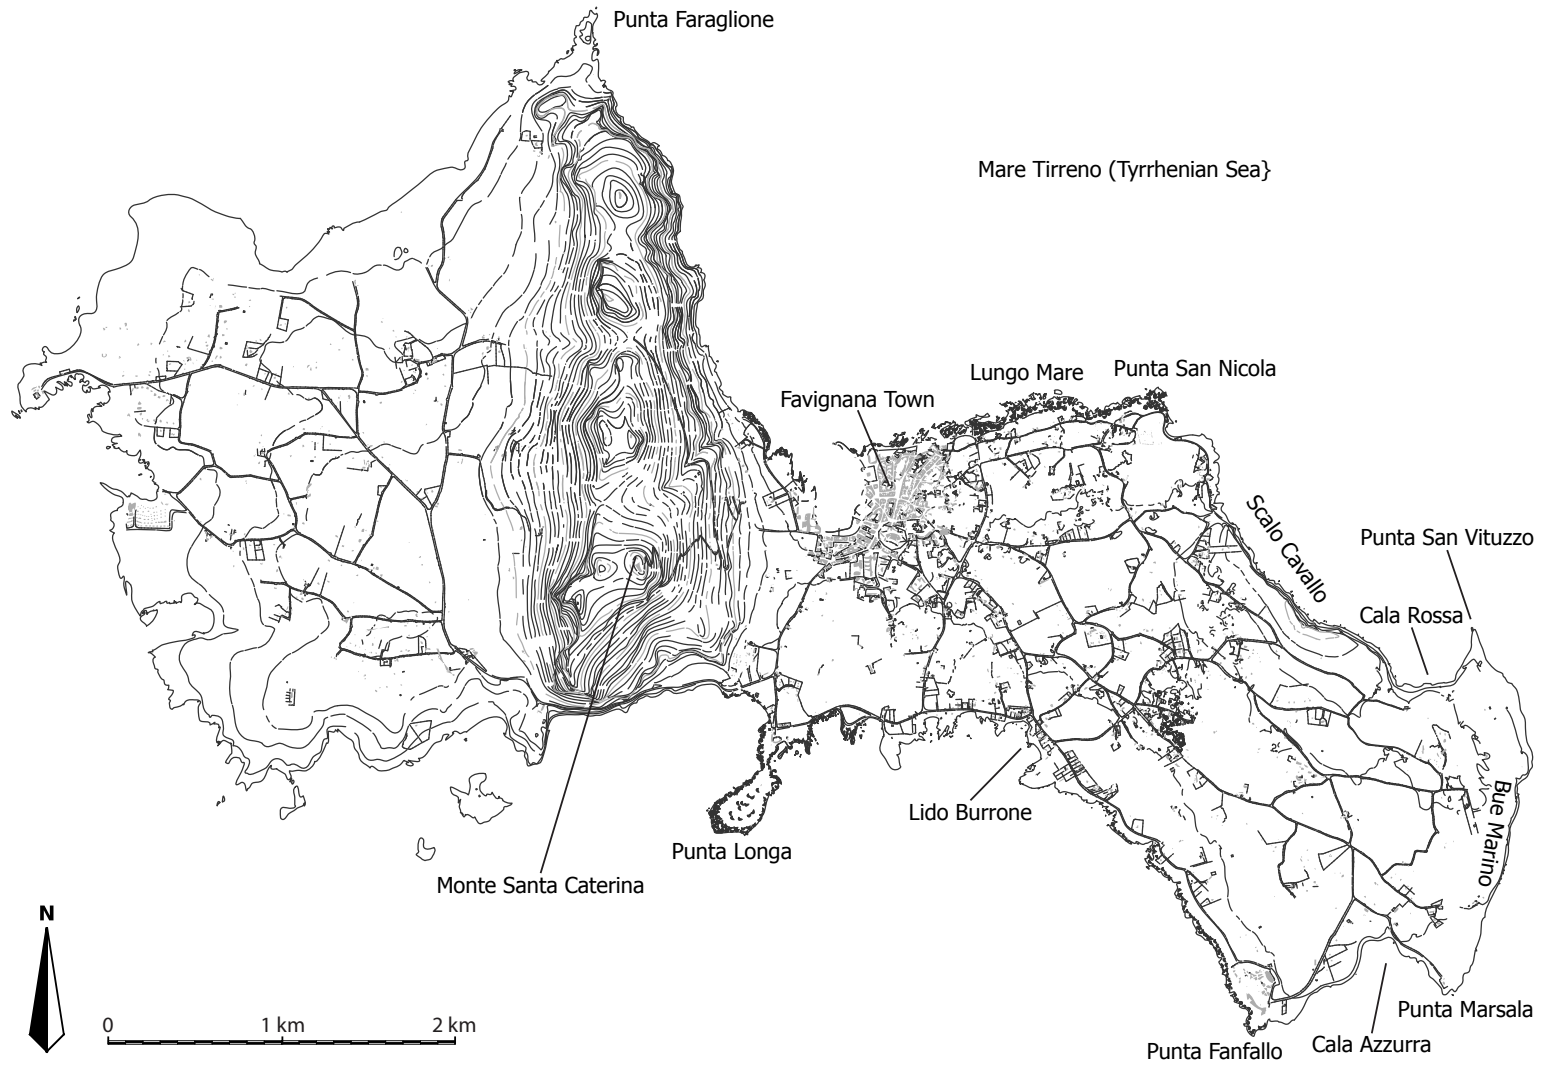 Punta Faraglione
Mare Tirreno (Tyrrhenian Sea}
Lungo Mare
Punta San Nicola
Favignana Town
Scalo Cavallo
Punta San Vituzzo
Cala Rossa
Lido Burrone
Bue Marino
Punta Longa
Monte Santa Caterina
N
0 1 km 2 km
Punta Marsala
Cala Azzurra
Punta Fanfallo